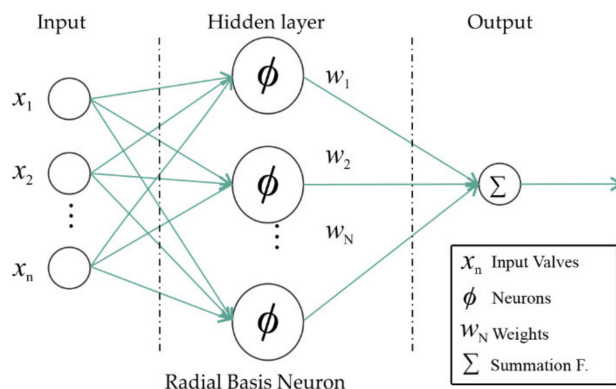 Input Hidden layer Output
x1 ϕ w1
x2 ϕ w2 Σ
⋮ ⋮ wN
xn
ϕ
Radial Basis Neuron
xn Input Valves
ϕ Neurons
wN Weights
Σ Summation F.